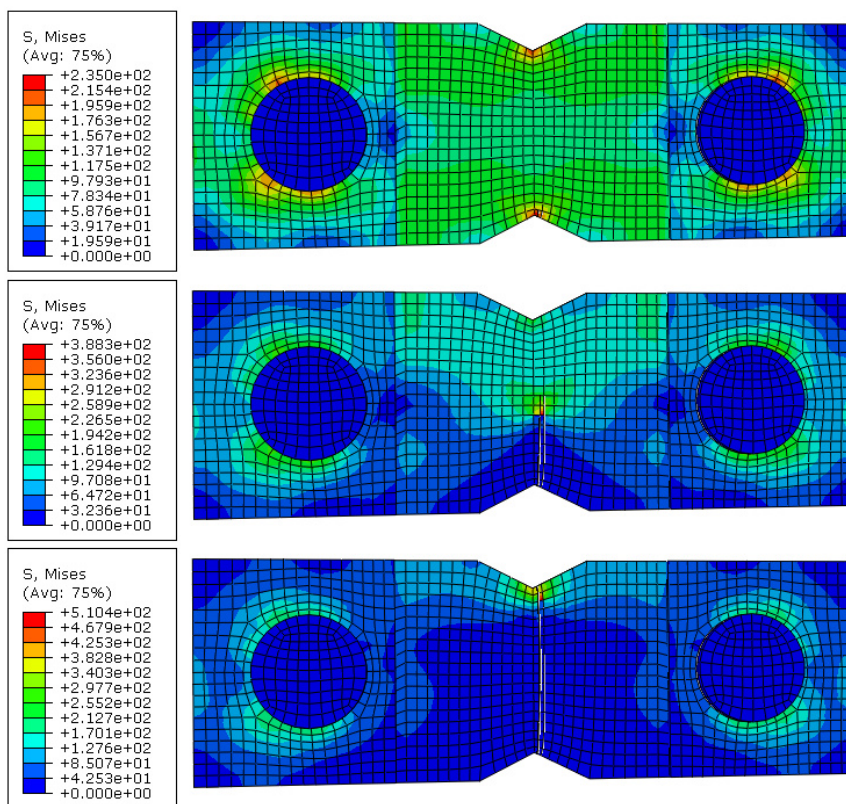 S, Mises
(Avg: 75%)
+2.350e+02
+2.154e+02
+1.959e+02
+1.763e+02
+1.567e+02
+1.371e+02
+1.175e+02
+9.793e+01
+7.834e+01
+5.876e+01
+3.917e+01
+1.959e+01
+0.000e+00
S, Mises
(Avg: 75%)
+3.883e+02
+3.560e+02
+3.236e+02
+2.912e+02
+2.589e+02
+2.265e+02
+1.942e+02
+1.618e+02
+1.294e+02
+9.708e+01
+6.472e+01
+3.236e+01
+0.000e+00
S, Mises
(Avg: 75%)
+5.104e+02
+4.679e+02
+4.253e+02
+3.828e+02
+3.403e+02
+2.977e+02
+2.552e+02
+2.127e+02
+1.701e+02
+1.276e+02
+8.507e+01
+4.253e+01
+0.000e+00